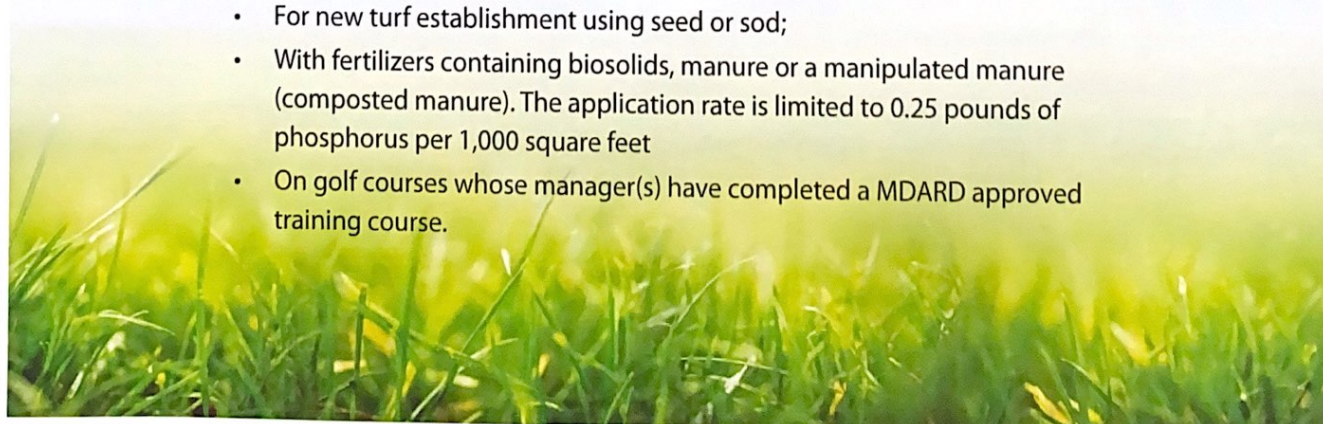 • For new turf establishment using seed or sod;
• With fertilizers containing biosolids, manure or a manipulated manure
(composted manure). The application rate is limited to 0.25 pounds of
phosphorus per 1,000 square feet
• On golf courses whose manager(s) have completed a MDARD approved
training course.